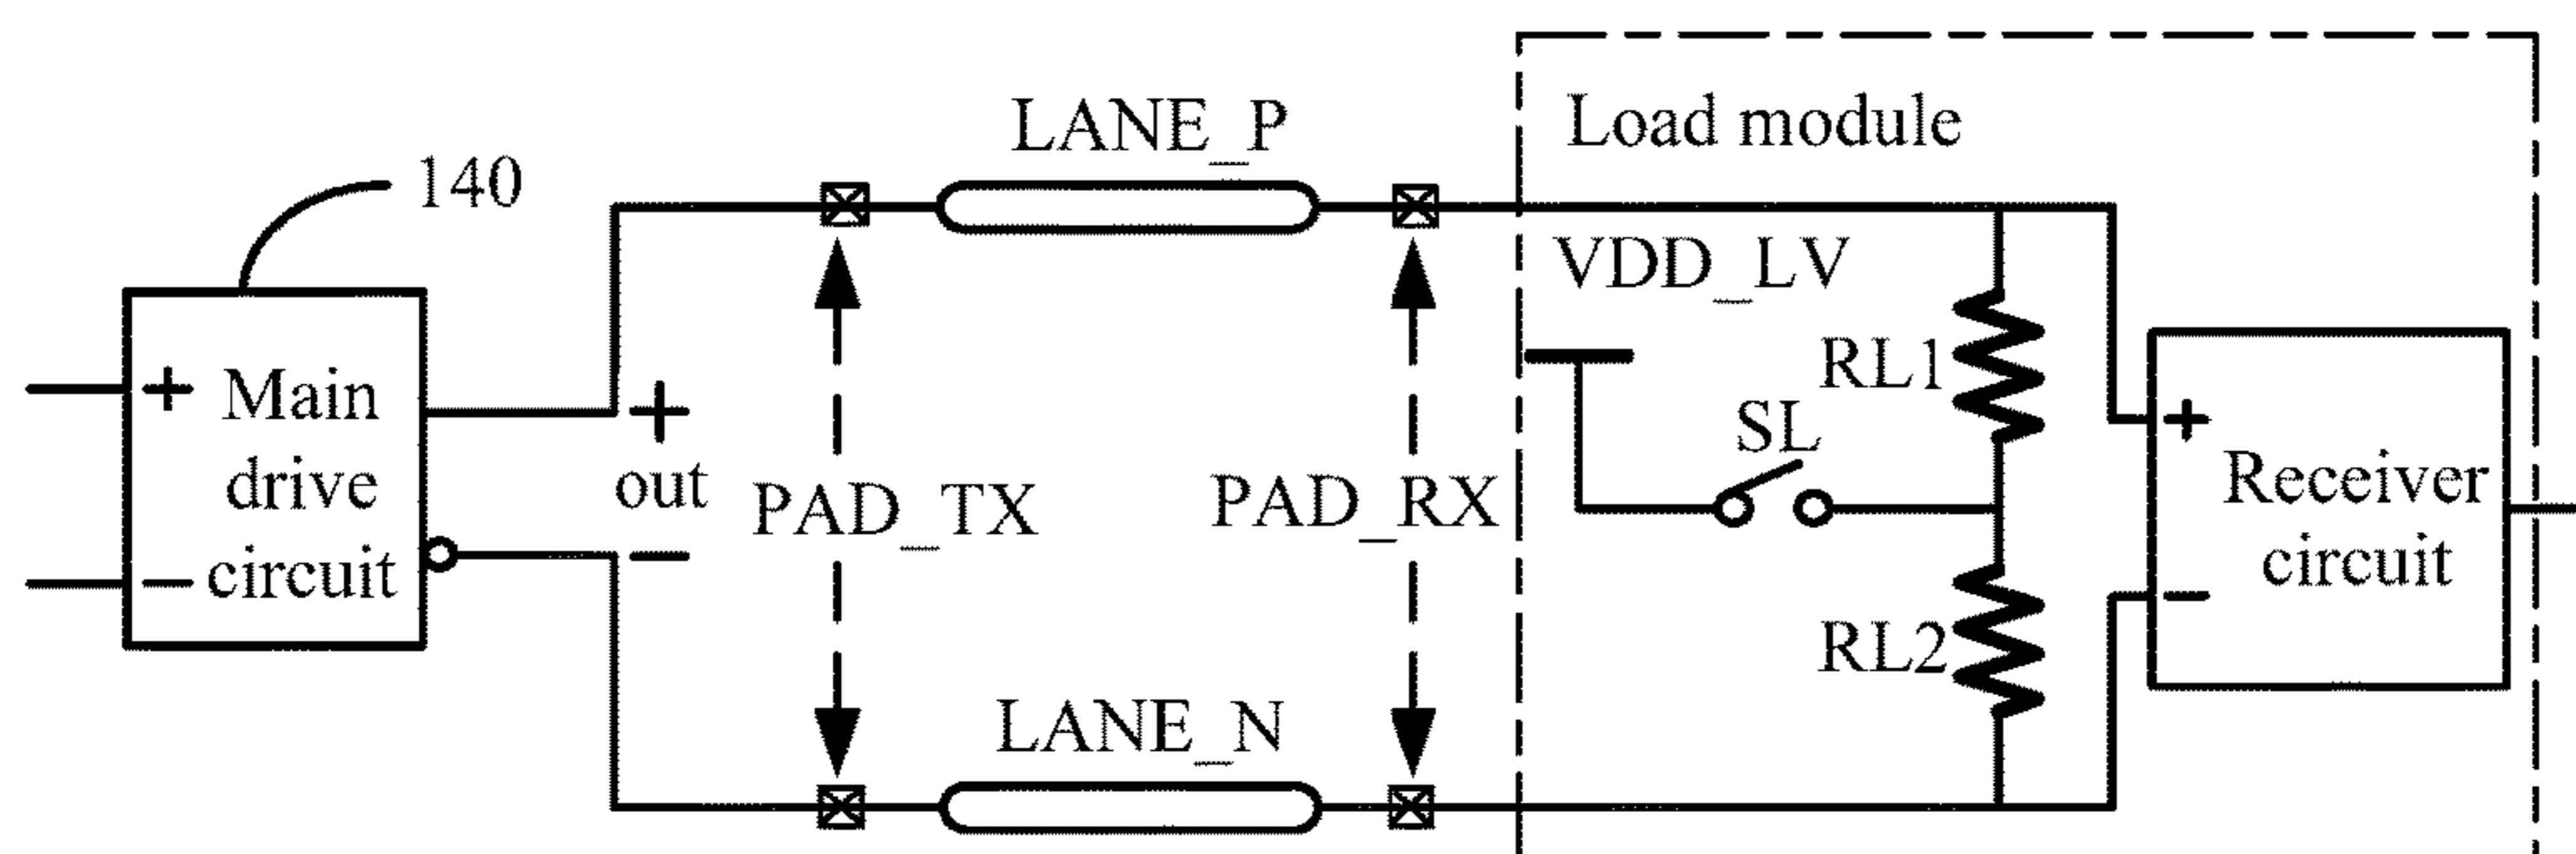 LANE_P
Load module
140
VDD_LV
+ Main
drive
circuit
−
+
out
−
PAD_TX
PAD_RX
RL1
SL
RL2
+
Receiver
circuit
−
LANE_N